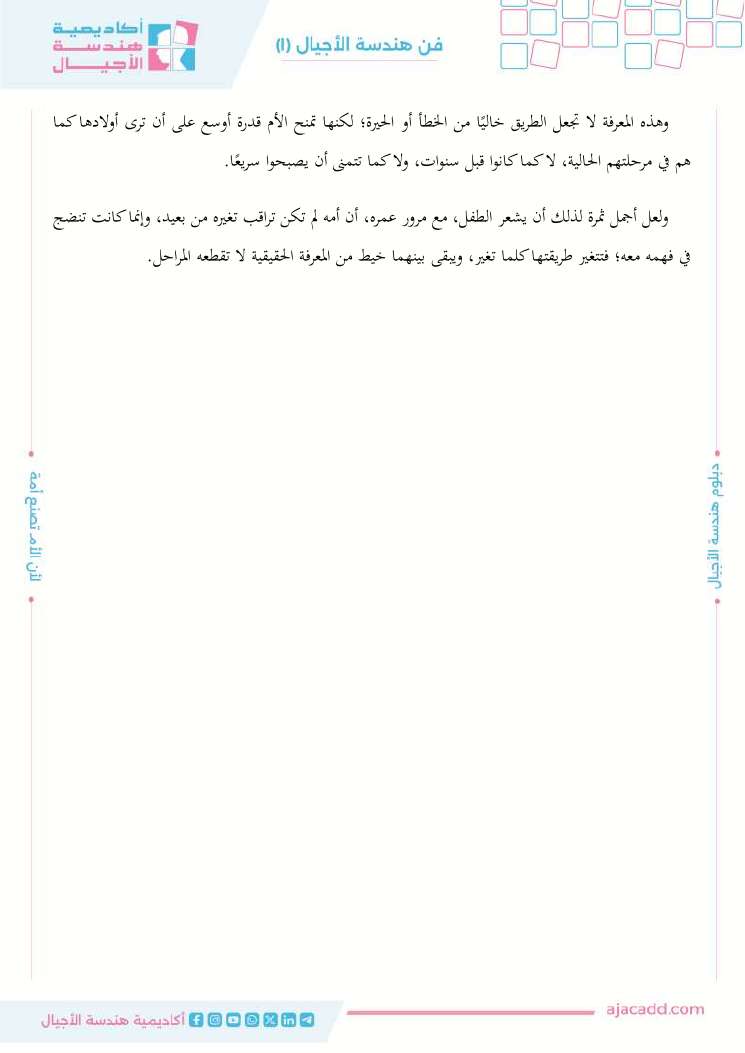 فن هندسة الأجيال (١)
أكاديمية
هندسة
الأجيال
وهذه المعرفة لا تجعل الطريق خاليًا من الخطأ أو الحيرة؛ لكنها تمنح الأم قدرة أوسع على أن ترى أولادها كما
هم في مرحلتهم الحالية، لا كما كانوا قبل سنوات، ولا كما تتمنى أن يصبحوا سريعًا.
ولعل أجمل ثمرة لذلك أن يشعر الطفل، مع مرور عمره، أن أمه لم تكن تراقب تغيره من بعيد، وإنما كانت تنضج
في فهمه معه؛ فتتغير طريقتها كلما تغير، ويبقى بينهما خيط من المعرفة الحقيقية لا تقطعه المراحل.
دبلوم هندسة الأجيال
لأن الأم تصنع أمة
ajacadd.com
أكاديمية هندسة الأجيال